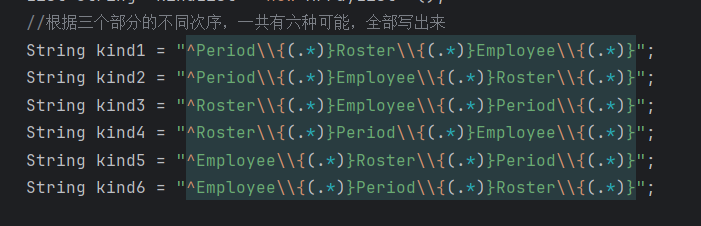 //根据三个部分的不同次序，一共有六种可能，全部写出来
String kind1 = "^Period\\{(.*)}Roster\\{(.*)}Employee\\{(.*)}";
String kind2 = "^Period\\{(.*)}Employee\\{(.*)}Roster\\{(.*)}";
String kind3 = "^Roster\\{(.*)}Employee\\{(.*)}Period\\{(.*)}";
String kind4 = "^Roster\\{(.*)}Period\\{(.*)}Employee\\{(.*)}";
String kind5 = "^Employee\\{(.*)}Roster\\{(.*)}Period\\{(.*)}";
String kind6 = "^Employee\\{(.*)}Period\\{(.*)}Roster\\{(.*)}";